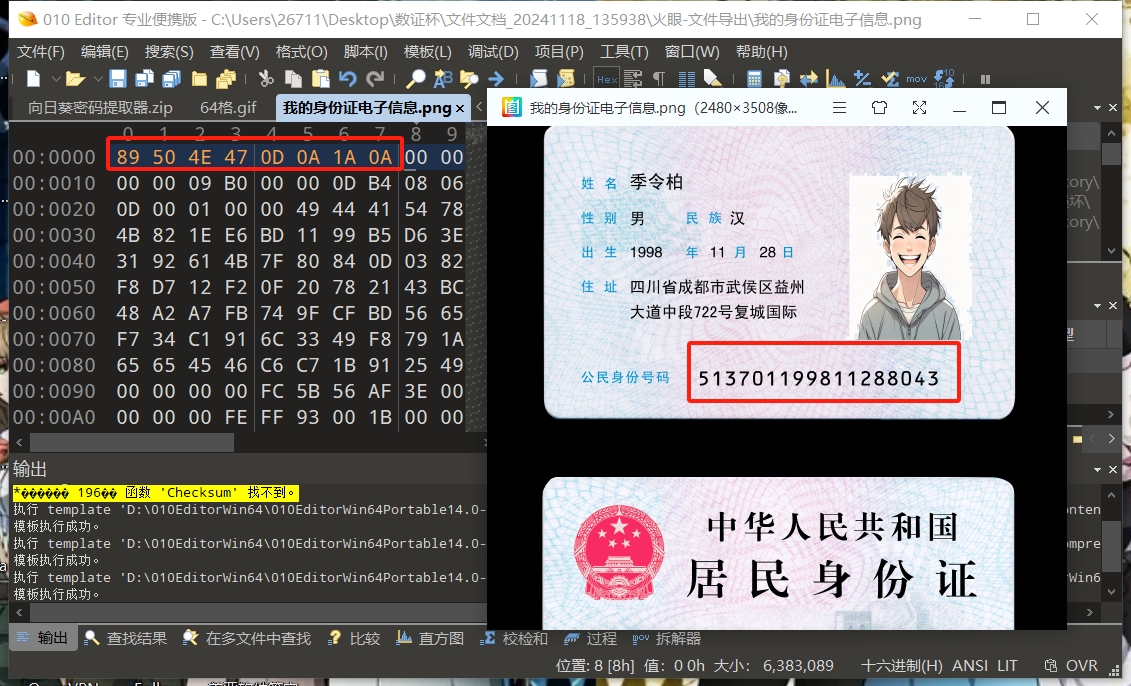 010 Editor 专业便携版 - C:\Users\26711\Desktop\数证杯\文件文档_20241118_135938\火眼-文件导出\我的身份证电子信息.png
文件(F) 编辑(E) 搜索(S) 查看(V) 格式(O) 脚本(I) 模板(L) 调试(D) 项目(P) 工具(T) 窗口(W) 帮助(H)
Hex
mov
向日葵密码提取器.zip 64格.gif 我的身份证电子信息.png ×
0 1 2 3 4 5 6 7 8 9
00:0000 89 50 4E 47 0D 0A 1A 0A 00 00
00:0010 00 00 09 B0 00 00 0D B4 08 06
00:0020 0D 00 01 00 00 49 44 41 54 78
00:0030 4B 82 1E E6 BD 11 99 B5 D6 3E
00:0040 31 92 61 4B 7F 80 84 0D 03 82
00:0050 F8 D7 12 F2 0F 20 78 21 43 BC
00:0060 48 A2 A7 FB 74 9F CF BD 56 65
00:0070 F7 34 C1 91 6C 33 49 F8 79 1A
00:0080 65 65 45 46 C6 C7 1B 91 25 49
00:0090 00 00 00 00 FC 5B 56 AF 3E 00
00:00A0 00 00 00 FE FF 93 00 1B 00 00
图 我的身份证电子信息.png（2480×3508像...
姓名 季令柏
性别 男 民族 汉
出生 1998 年 11 月 28 日
住址 四川省成都市武侯区益州
大道中段722号复城国际
公民身份号码 513701199811288043
中华人民共和国
居民身份证
tory\
坏\
tory\
型
输出
196 函数 'Checksum' 找不到。
执行 template 'D:\010EditorWin64\010EditorWin64Portable14.0-
模板执行成功。
执行 template 'D:\010EditorWin64\010EditorWin64Portable14.0-
模板执行成功。
执行 template 'D:\010EditorWin64\010EditorWin64Portable14.0-
模板执行成功。
onten
ompre
rWin6
输出 查找结果 在多文件中查找 比较 直方图 校验和 过程 拆解器
位置: 8 [8h] 值: 0 0h 大小: 6,383,089 十六进制(H) ANSI LIT OVR